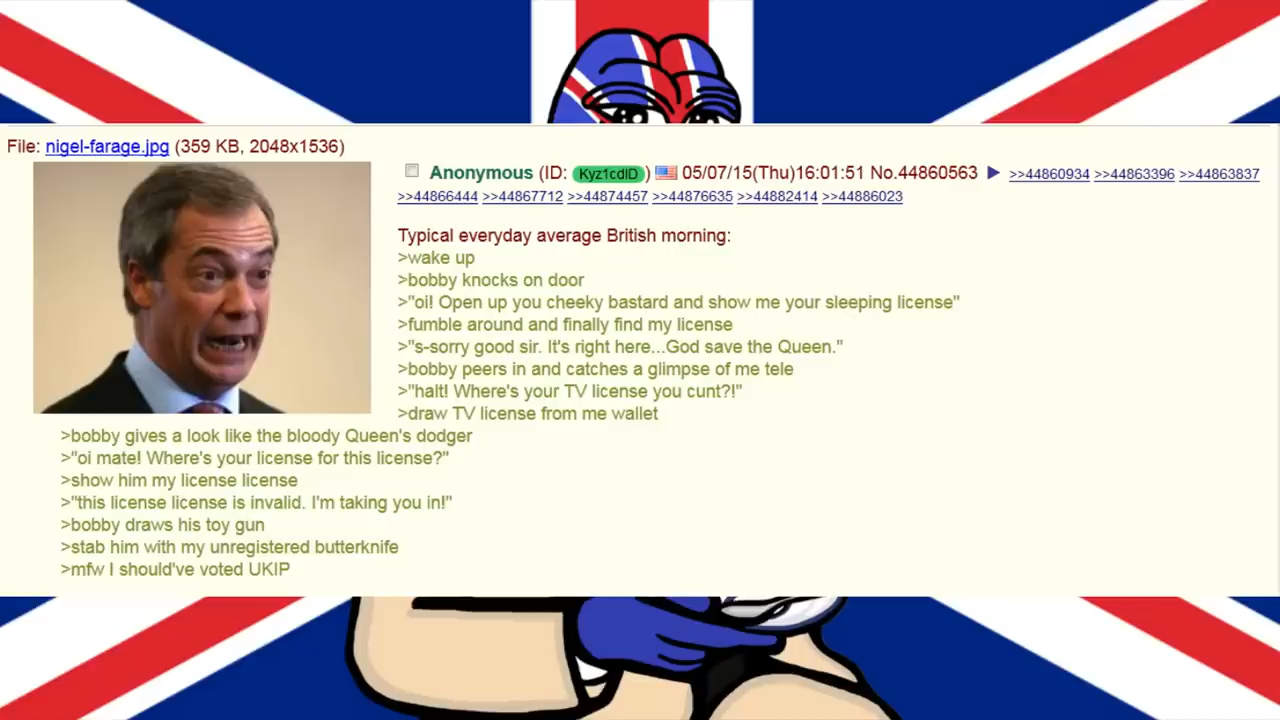 File: nigel-farage.jpg (359 KB, 2048x1536)
Anonymous (ID: Kyz1cdID) 05/07/15(Thu)16:01:51 No.44860563 ▶ >>44860934 >>44863396 >>44863837
>>44866444 >>44867712 >>44874457 >>44876635 >>44882414 >>44886023
Typical everyday average British morning:
>wake up
>bobby knocks on door
>"oi! Open up you cheeky bastard and show me your sleeping license"
>fumble around and finally find my license
>"s-sorry good sir. It's right here...God save the Queen."
>bobby peers in and catches a glimpse of me tele
>"halt! Where's your TV license you cunt?!"
>draw TV license from me wallet
>bobby gives a look like the bloody Queen's dodger
>"oi mate! Where's your license for this license?"
>show him my license license
>"this license license is invalid. I'm taking you in!"
>bobby draws his toy gun
>stab him with my unregistered butterknife
>mfw I should've voted UKIP